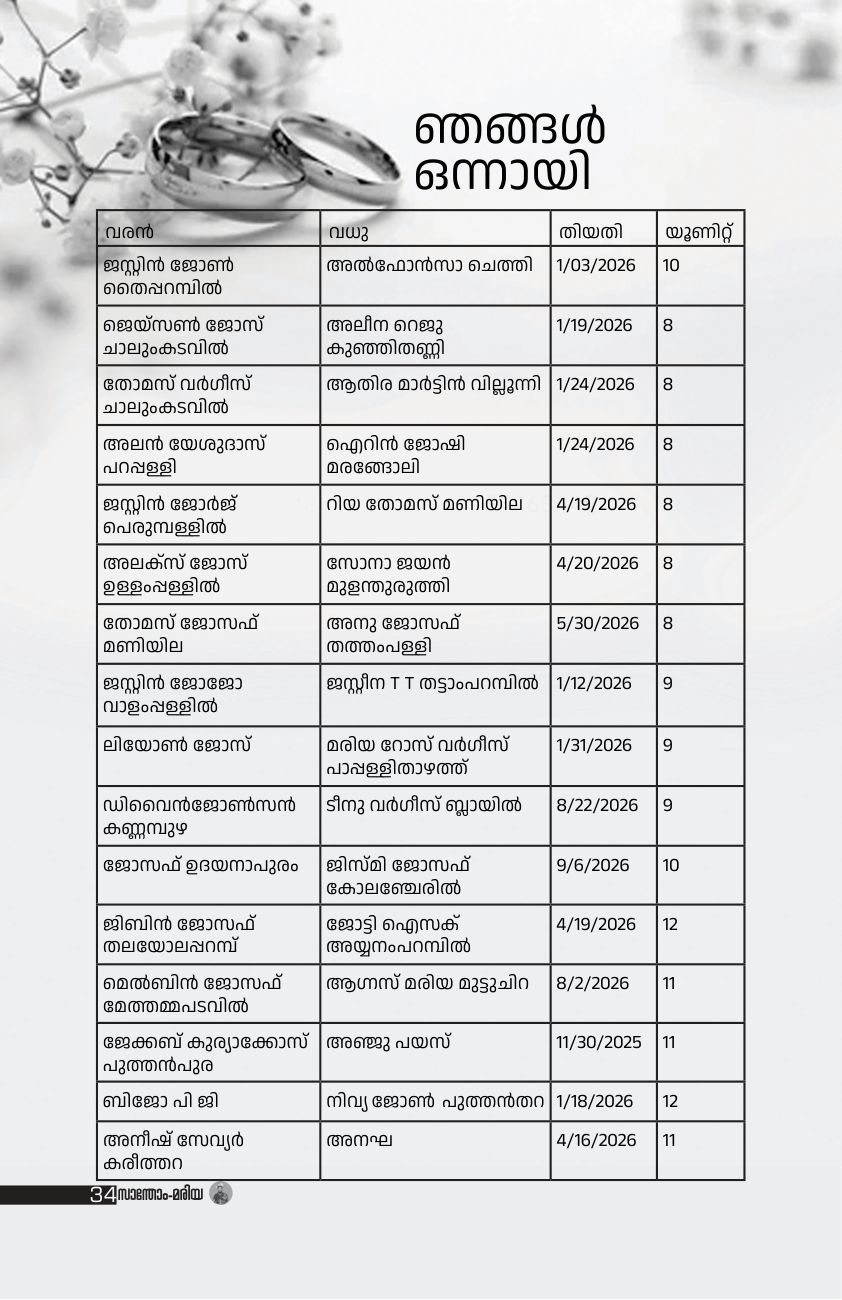 ഞങ്ങൾ
ഒന്നായി
വരൻ വധു തിയതി യൂണിറ്റ്
ജസ്റ്റിൻ ജോൺ അൽഫോൻസാ ചെത്തി 1/03/2026 10
തൈപ്പറമ്പിൽ
ജെയ്സൺ ജോസ് അലീന റെജു 1/19/2026 8
ചാലുംകടവിൽ കുഞ്ഞിതണ്ണി
തോമസ് വർഗീസ് ആതിര മാർട്ടിൻ വില്ലൂന്നി 1/24/2026 8
ചാലുംകടവിൽ
അലൻ യേശുദാസ് ഐറിൻ ജോഷി 1/24/2026 8
പറപ്പള്ളി മരങ്ങോലി
ജസ്റ്റിൻ ജോർജ് റിയ തോമസ് മണിയില 4/19/2026 8
പെരുമ്പള്ളിൽ
അലക്സ് ജോസ് സോനാ ജയൻ 4/20/2026 8
ഉള്ളംപ്പള്ളിൽ മുളന്തുരുത്തി
തോമസ് ജോസഫ് അനു ജോസഫ് 5/30/2026 8
മണിയില തത്തംപള്ളി
ജസ്റ്റിൻ ജോജോ ജസ്റ്റീന T T തട്ടാംപറമ്പിൽ 1/12/2026 9
വാളംപ്പള്ളിൽ
ലിയോൺ ജോസ് മരിയ റോസ് വർഗീസ് 1/31/2026 9
പാപ്പള്ളിതാഴത്ത്
ഡിവൈൻജോൺസൻ ടീനു വർഗീസ് ബ്ലായിൽ 8/22/2026 9
കണ്ണമ്പുഴ
ജോസഫ് ഉദയനാപുരം ജിസ്മി ജോസഫ് 9/6/2026 10
കോലഞ്ചേരിൽ
ജിബിൻ ജോസഫ് ജോട്ടി ഐസക് 4/19/2026 12
തലയോലപ്പറമ്പ് അയ്യനംപറമ്പിൽ
മെൽബിൻ ജോസഫ് ആഗ്നസ് മരിയ മുട്ടുചിറ 8/2/2026 11
മേത്തമ്മപടവിൽ
ജേക്കബ് കുര്യാക്കോസ് അഞ്ജു പയസ് 11/30/2025 11
പുത്തൻപുര
ബിജോ പി ജി നിവ്യ ജോൺ പുത്തൻതറ 1/18/2026 12
അനീഷ് സേവ്യർ അനഘ 4/16/2026 11
കരീത്തറ
34 സാന്തോം-മരിയ